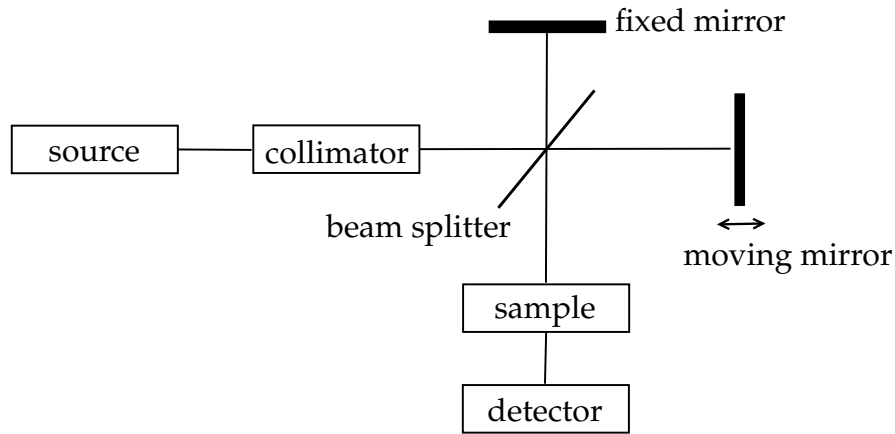 fixed mirror
source
collimator
beam splitter
moving mirror
sample
detector